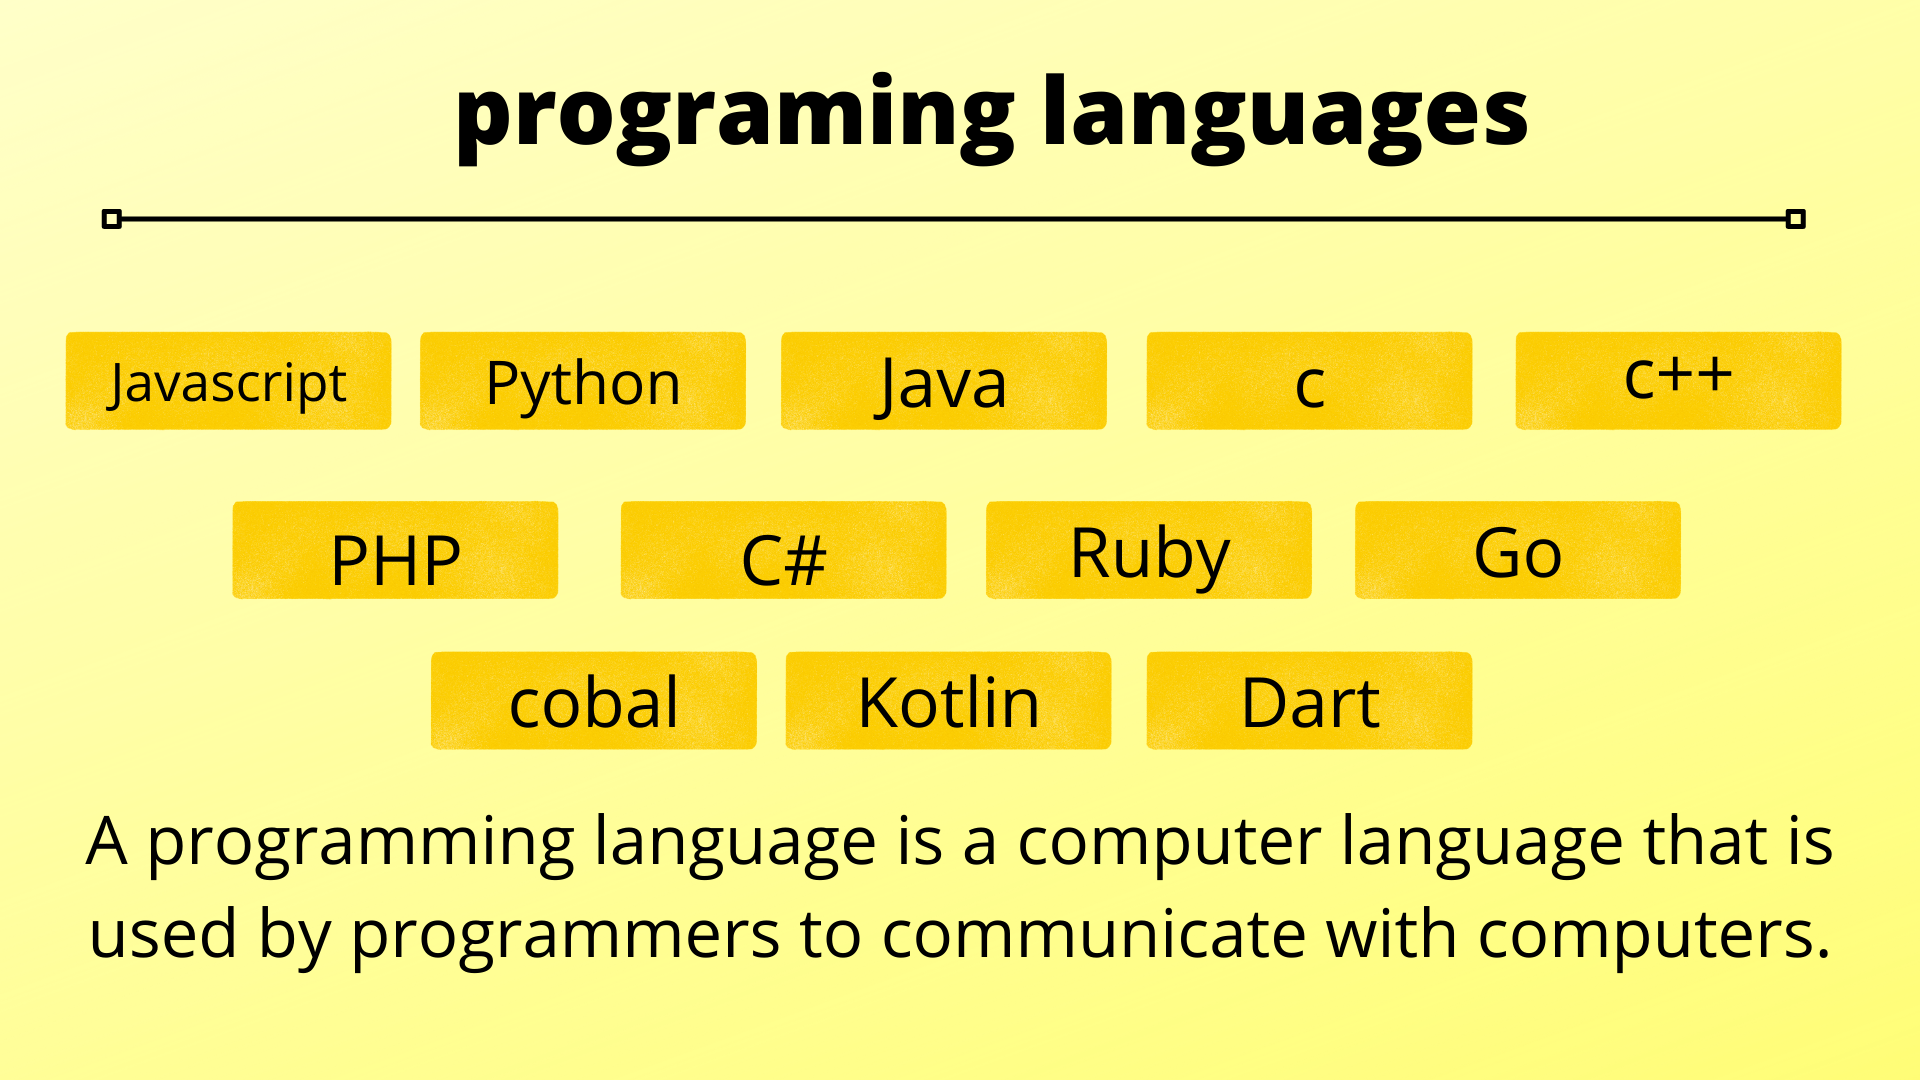 programing languages
Javascript Python Java c c++
PHP C# Ruby Go
cobal Kotlin Dart
A programming language is a computer language that is
used by programmers to communicate with computers.